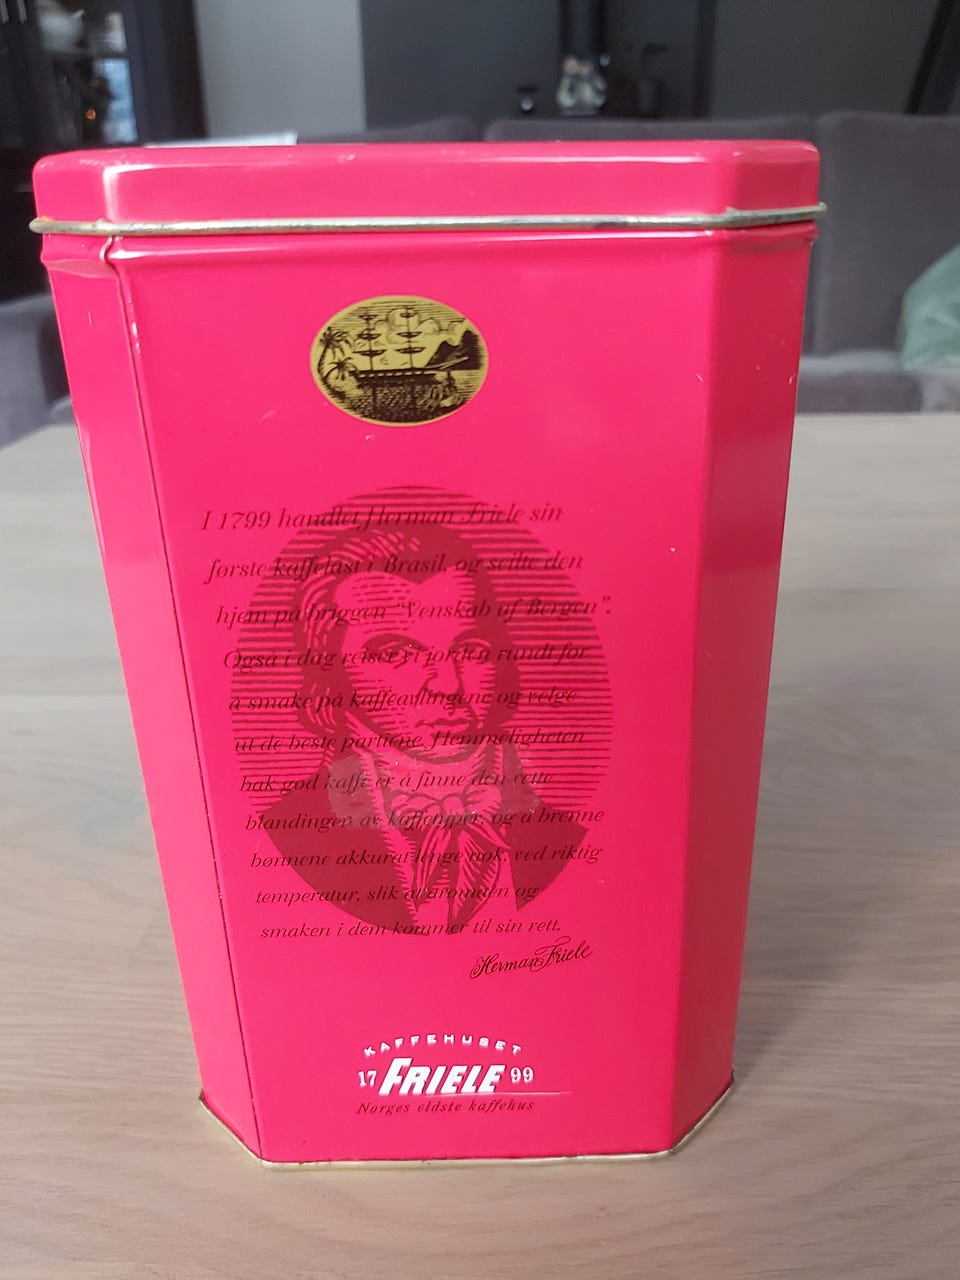 I 1799 handlet Herman Friele sin
første kaffelast i Brasil, og seilte den
hjem på briggen "Venskab af Bergen".
Også i dag reiser vi jorden rundt for
å smake på kaffeavlingene og velge
ut de beste partiene. Hemmeligheten
bak god kaffe er å finne den rette
blandingen av kaffetyper, og å brenne
bønnene akkurat lenge nok, ved riktig
temperatur, slik at aromaen og
smaken i dem kommer til sin rett.
Herman Friele
KAFFEHUSET
17 FRIELE 99
Norges eldste kaffehus